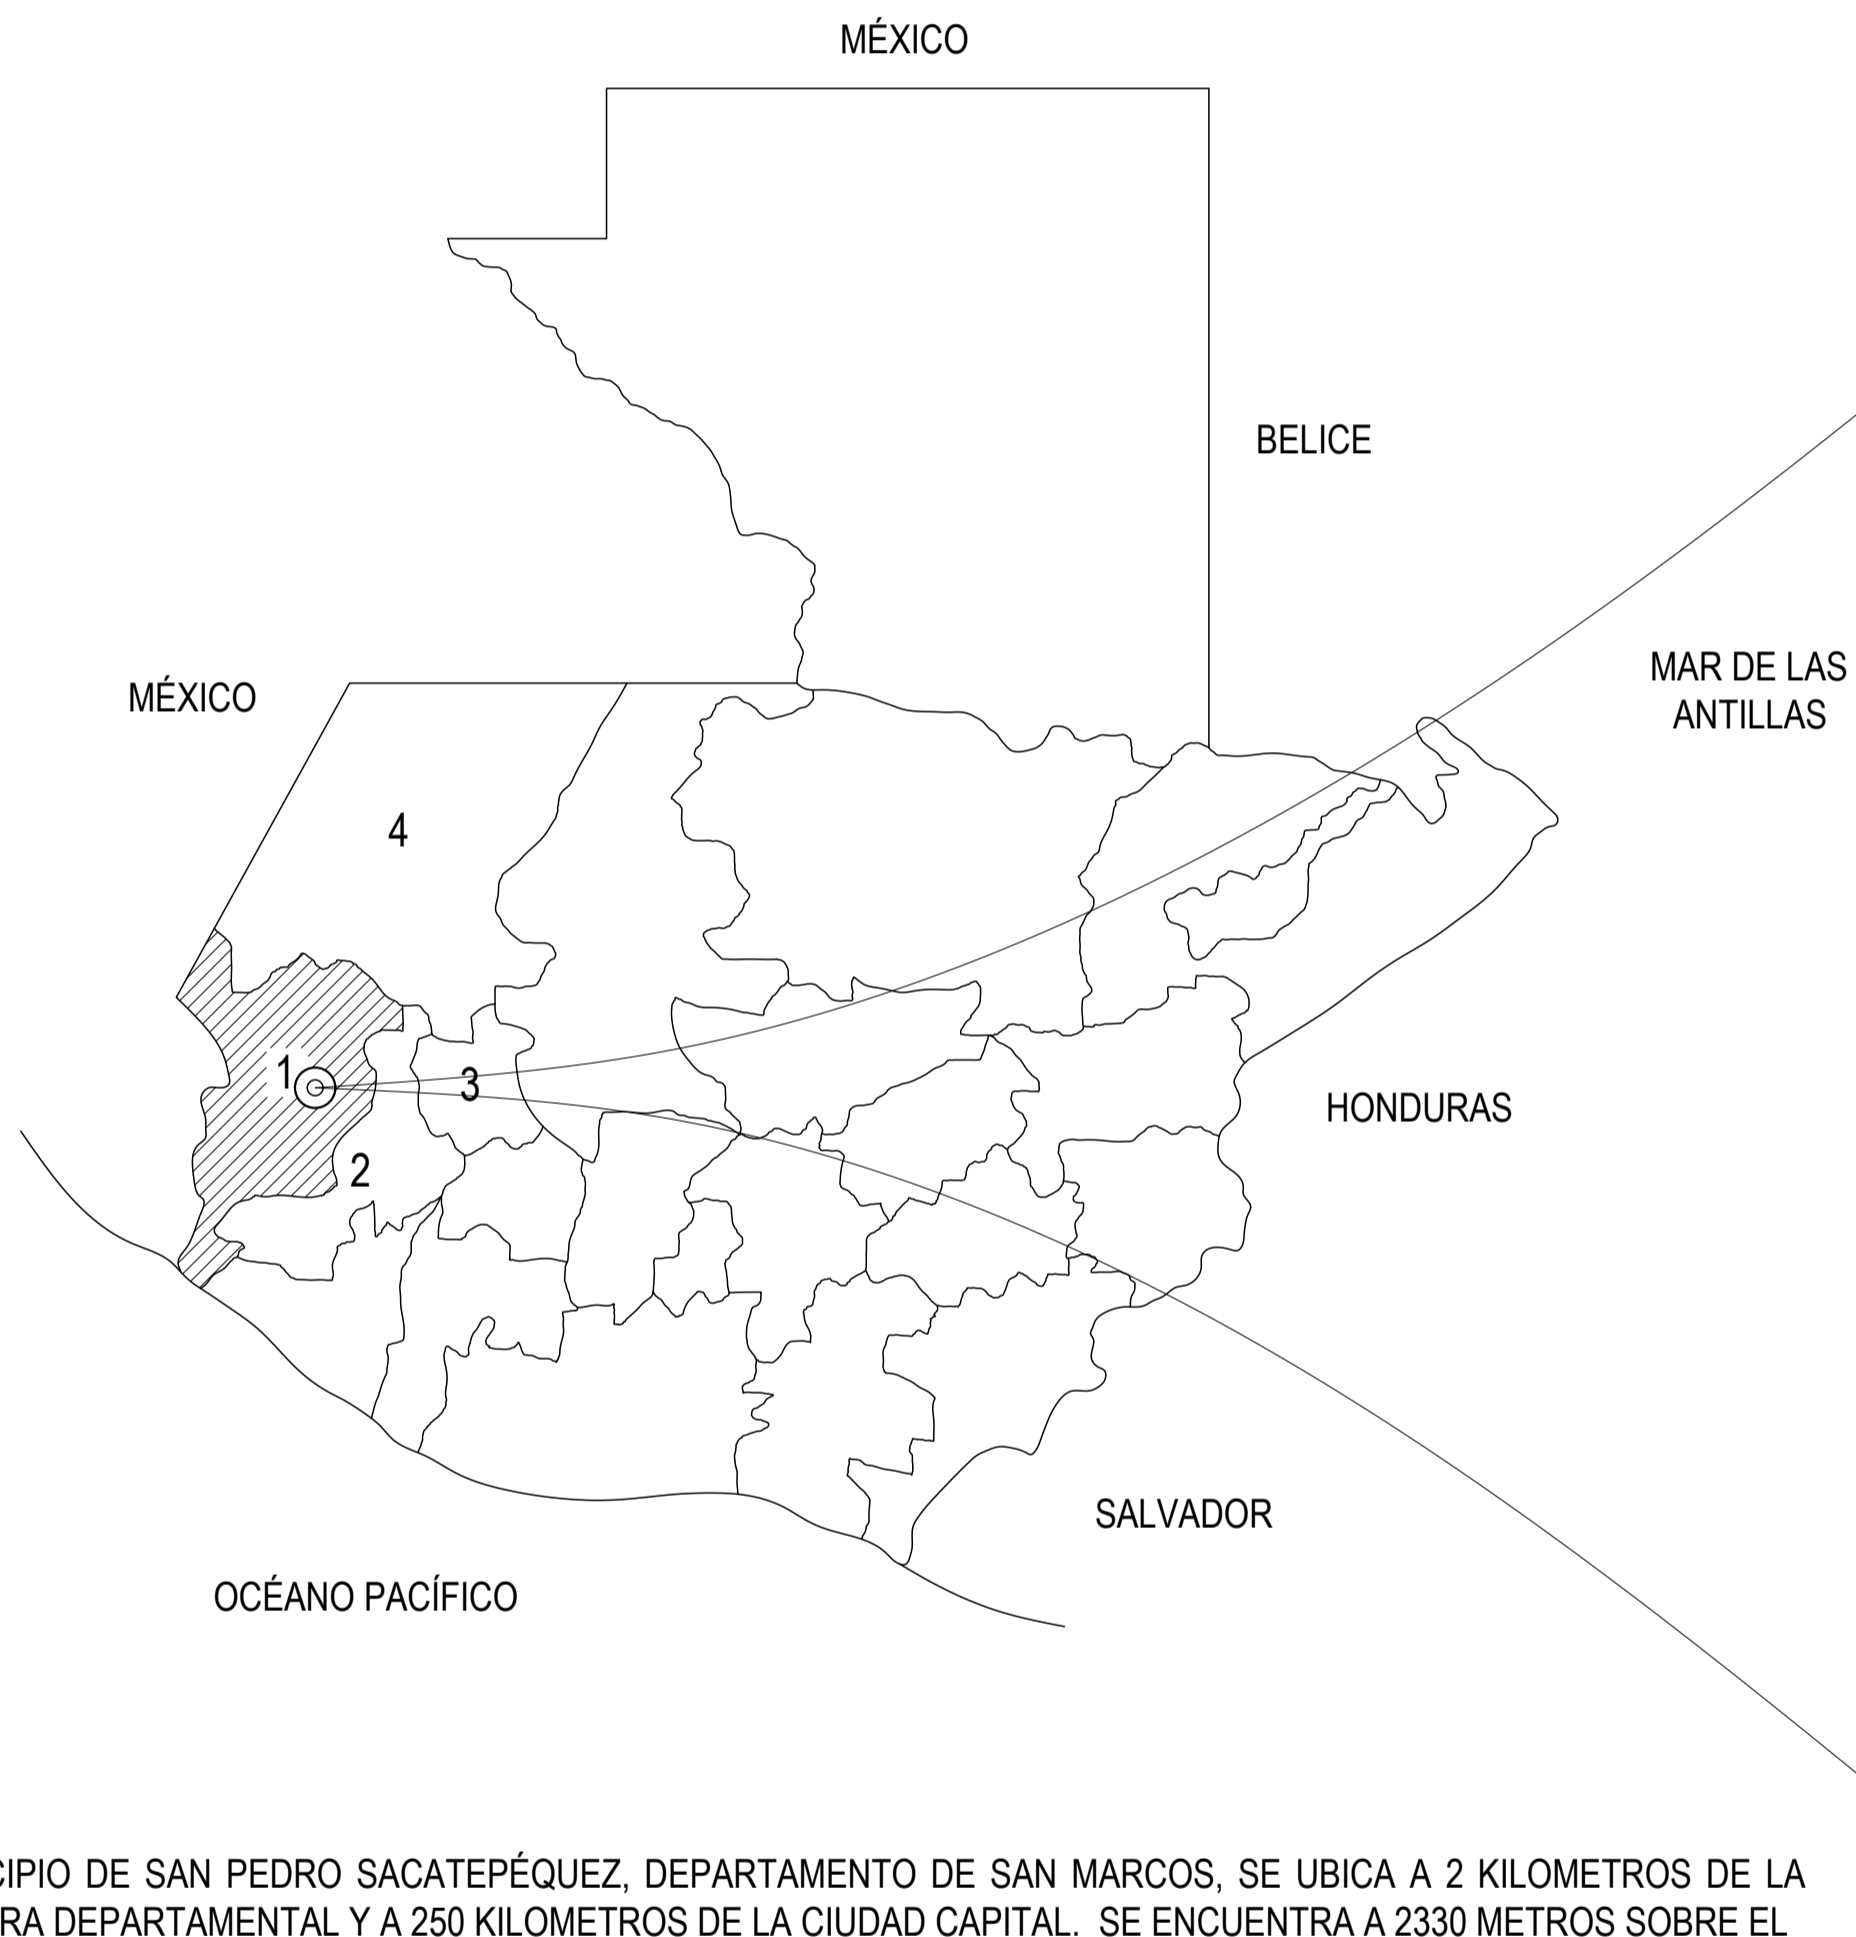 MÉXICO
BELICE
MAR DE LAS
ANTILLAS
MÉXICO
4
1
3
HONDURAS
2
SALVADOR
OCÉANO PACÍFICO
CIPIO DE SAN PEDRO SACATEPÉQUEZ, DEPARTAMENTO DE SAN MARCOS, SE UBICA A 2 KILOMETROS DE LA
RA DEPARTAMENTAL Y A 250 KILOMETROS DE LA CIUDAD CAPITAL. SE ENCUENTRA A 2330 METROS SOBRE EL